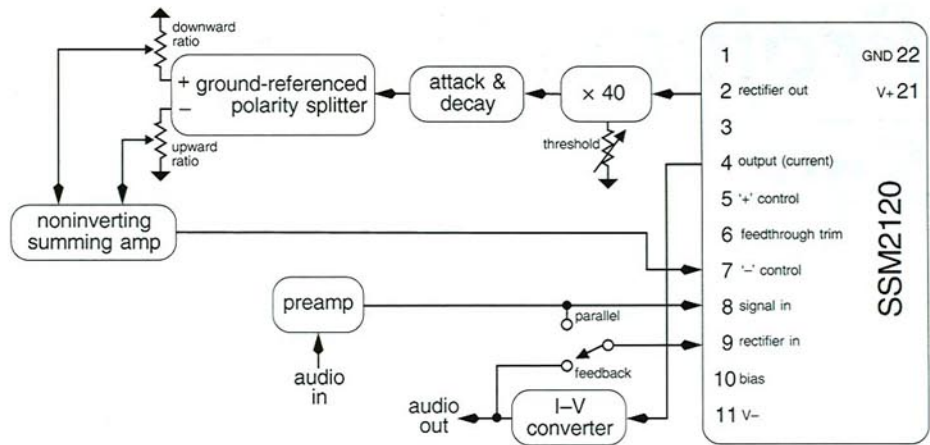 downward
ratio
+ ground-referenced
– polarity splitter
upward
ratio
attack &
decay
× 40
threshold
noninverting
summing amp
preamp
audio
in
parallel
feedback
audio
out
I–V
converter
1
2 rectifier out
3
4 output (current)
5 '+' control
6 feedthrough trim
7 '–' control
8 signal in
9 rectifier in
10 bias
11 V–
GND 22
V+ 21
SSM2120